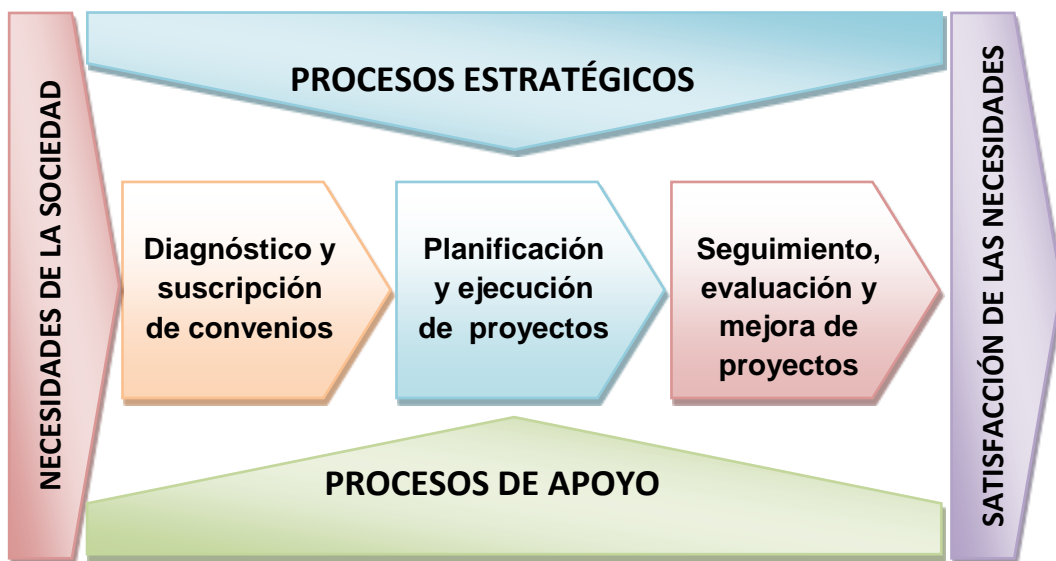 NECESIDADES DE LA SOCIEDAD
PROCESOS ESTRATÉGICOS
Diagnóstico y
suscripción
de convenios
Planificación
y ejecución
de proyectos
Seguimiento,
evaluación y
mejora de
proyectos
PROCESOS DE APOYO
SATISFACCIÓN DE LAS NECESIDADES